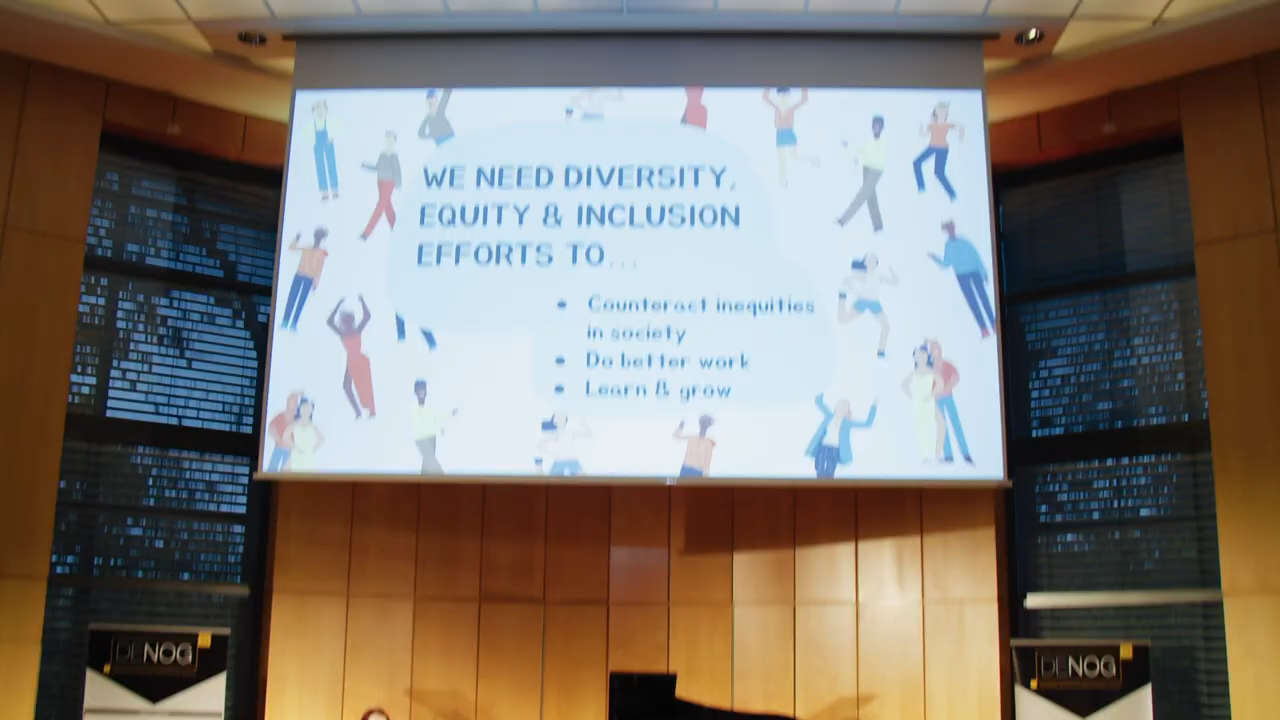 WE NEED DIVERSITY,
EQUITY & INCLUSION
EFFORTS TO...
• Counteract inequities
in society
• Do better work
• Learn & grow
DENOG
DENOG